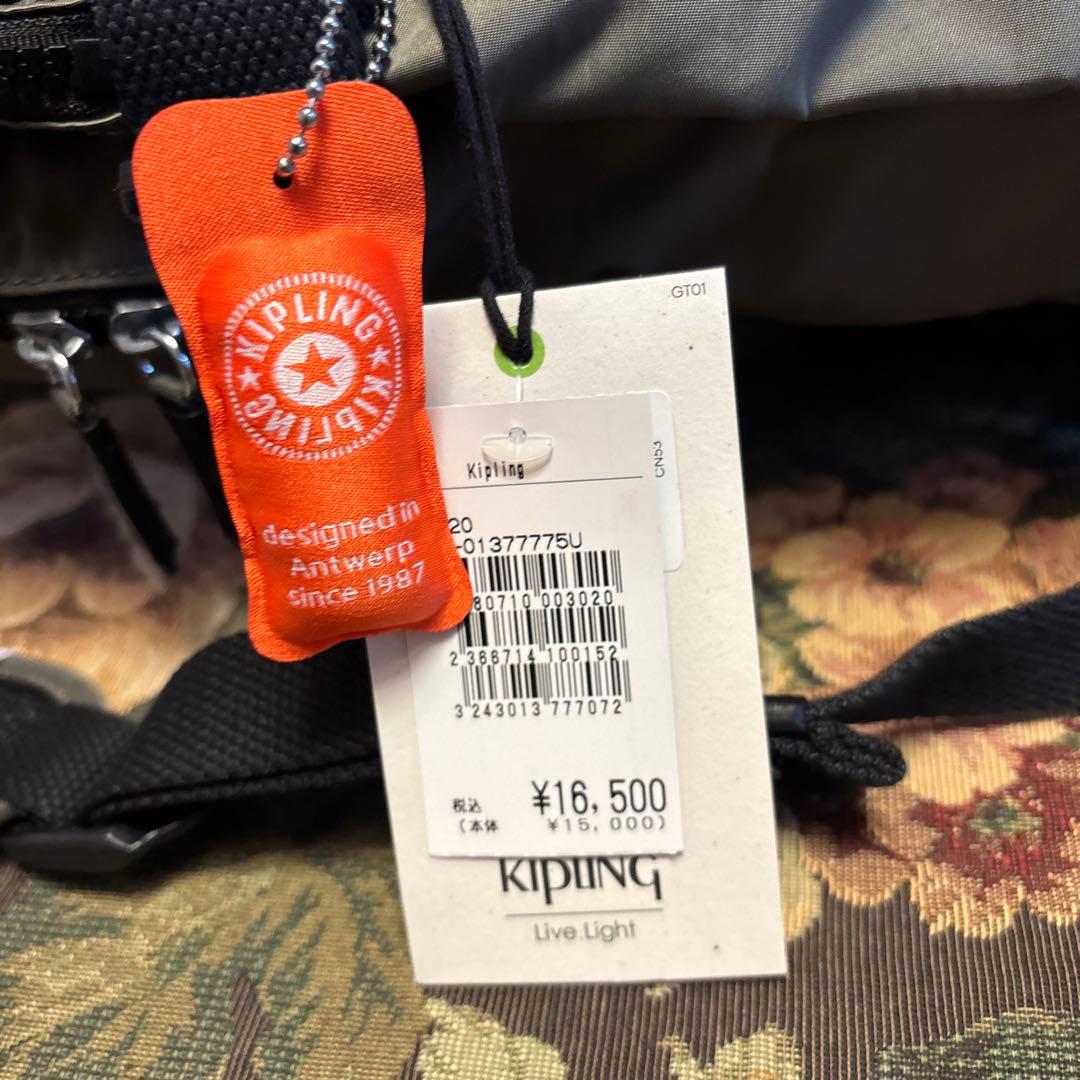 KIPLING
KIPLING
designed in
Antwerp
since 1987
GT01
CN53
Kipling
20
-01377775U
80710 003020
2 366714 100152
3 243013 777072
税込 ¥16,500
(本体 ¥15,000)
KIPLING
Live.Light